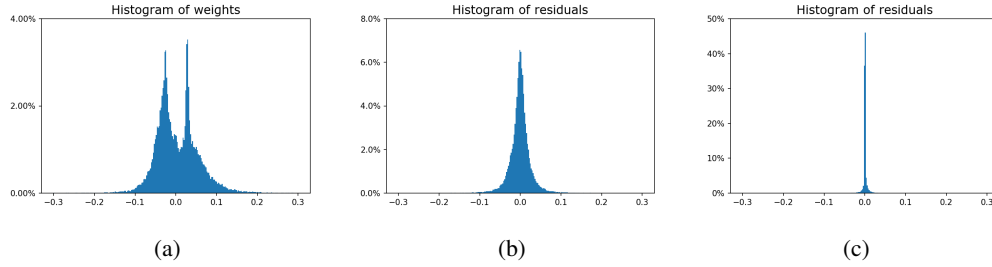 Histogram of weights
4.00%
2.00%
0.00%
−0.3 −0.2 −0.1 0.0 0.1 0.2 0.3
(a)
Histogram of residuals
8.0%
6.0%
4.0%
2.0%
0.0%
−0.3 −0.2 −0.1 0.0 0.1 0.2 0.3
(b)
Histogram of residuals
50%
40%
30%
20%
10%
0%
−0.3 −0.2 −0.1 0.0 0.1 0.2 0.3
(c)